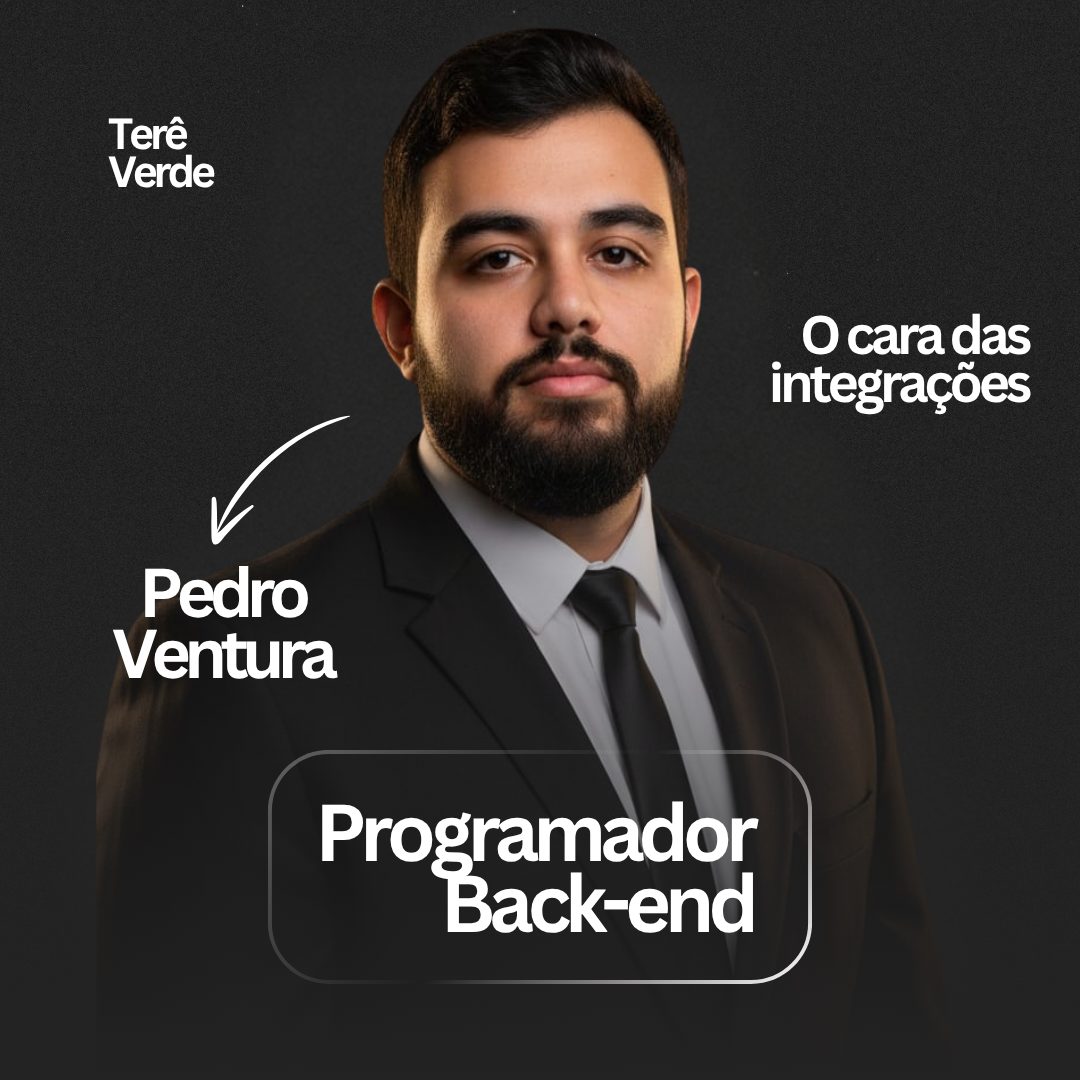 Terê
Verde
O cara das
integrações
Pedro
Ventura
Programador
Back-end